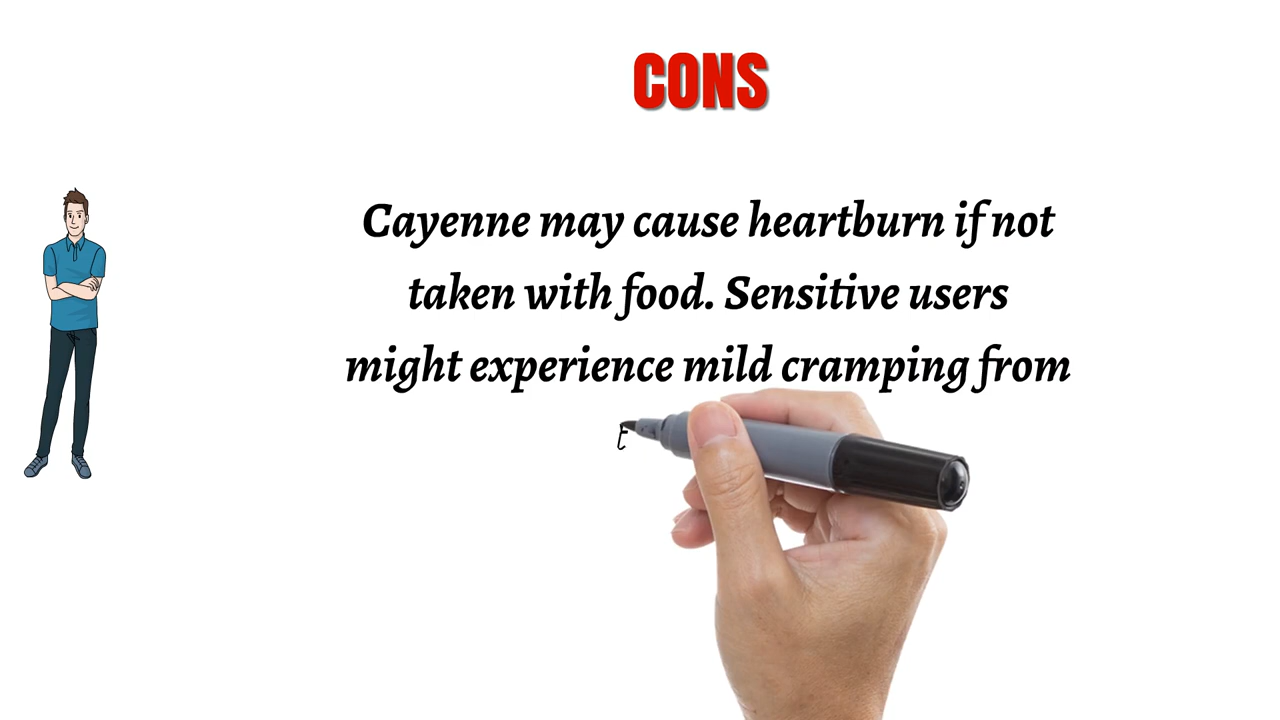 CONS
Cayenne may cause heartburn if not
taken with food. Sensitive users
might experience mild cramping from
t